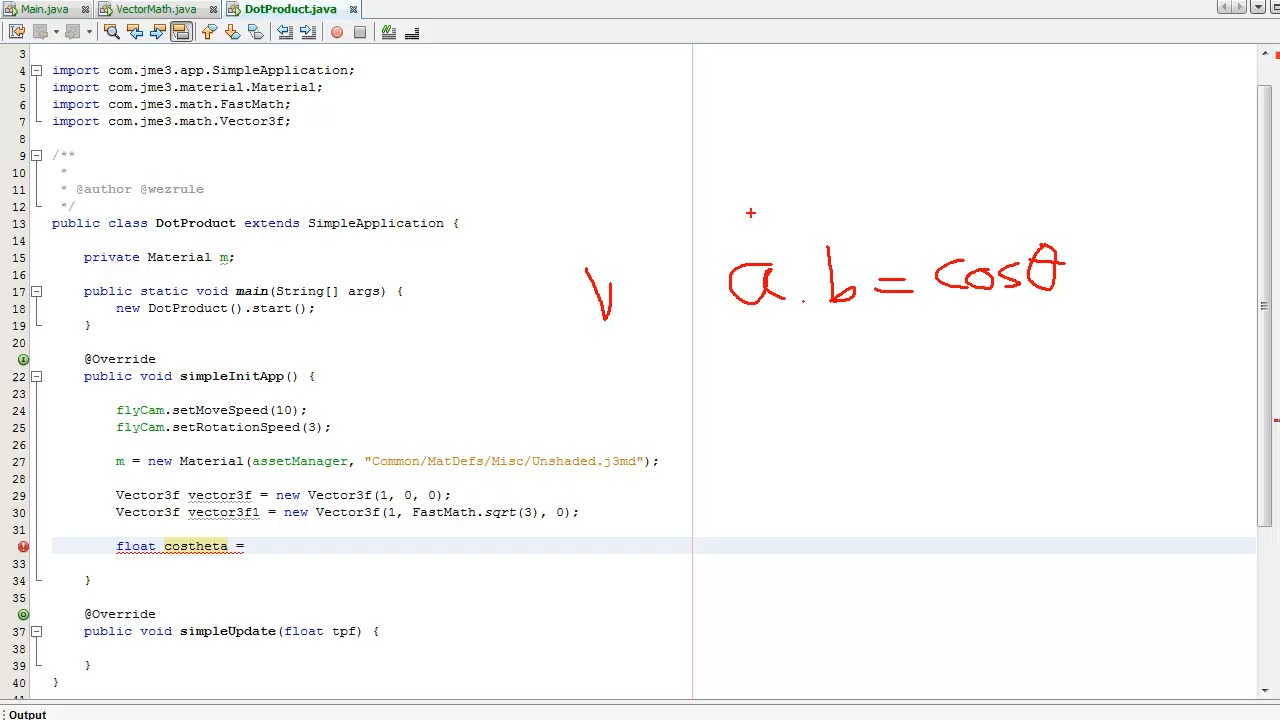 Main.java VectorMath.java DotProduct.java
3
4 import com.jme3.app.SimpleApplication;
5 import com.jme3.material.Material;
6 import com.jme3.math.FastMath;
7 import com.jme3.math.Vector3f;
8
9 /**
10 *
11 * @author @wezrule
12 */
13 public class DotProduct extends SimpleApplication {
14
15 private Material m;
16
17 public static void main(String[] args) {
18 new DotProduct().start();
19 }
20
@Override
22 public void simpleInitApp() {
23
24 flyCam.setMoveSpeed(10);
25 flyCam.setRotationSpeed(3);
26
27 m = new Material(assetManager, "Common/MatDefs/Misc/Unshaded.j3md");
28
29 Vector3f vector3f = new Vector3f(1, 0, 0);
30 Vector3f vector3f1 = new Vector3f(1, FastMath.sqrt(3), 0);
31
float costheta =
33
34 }
35
@Override
37 public void simpleUpdate(float tpf) {
38
39 }
40 }
V a . b = cosθ
Output